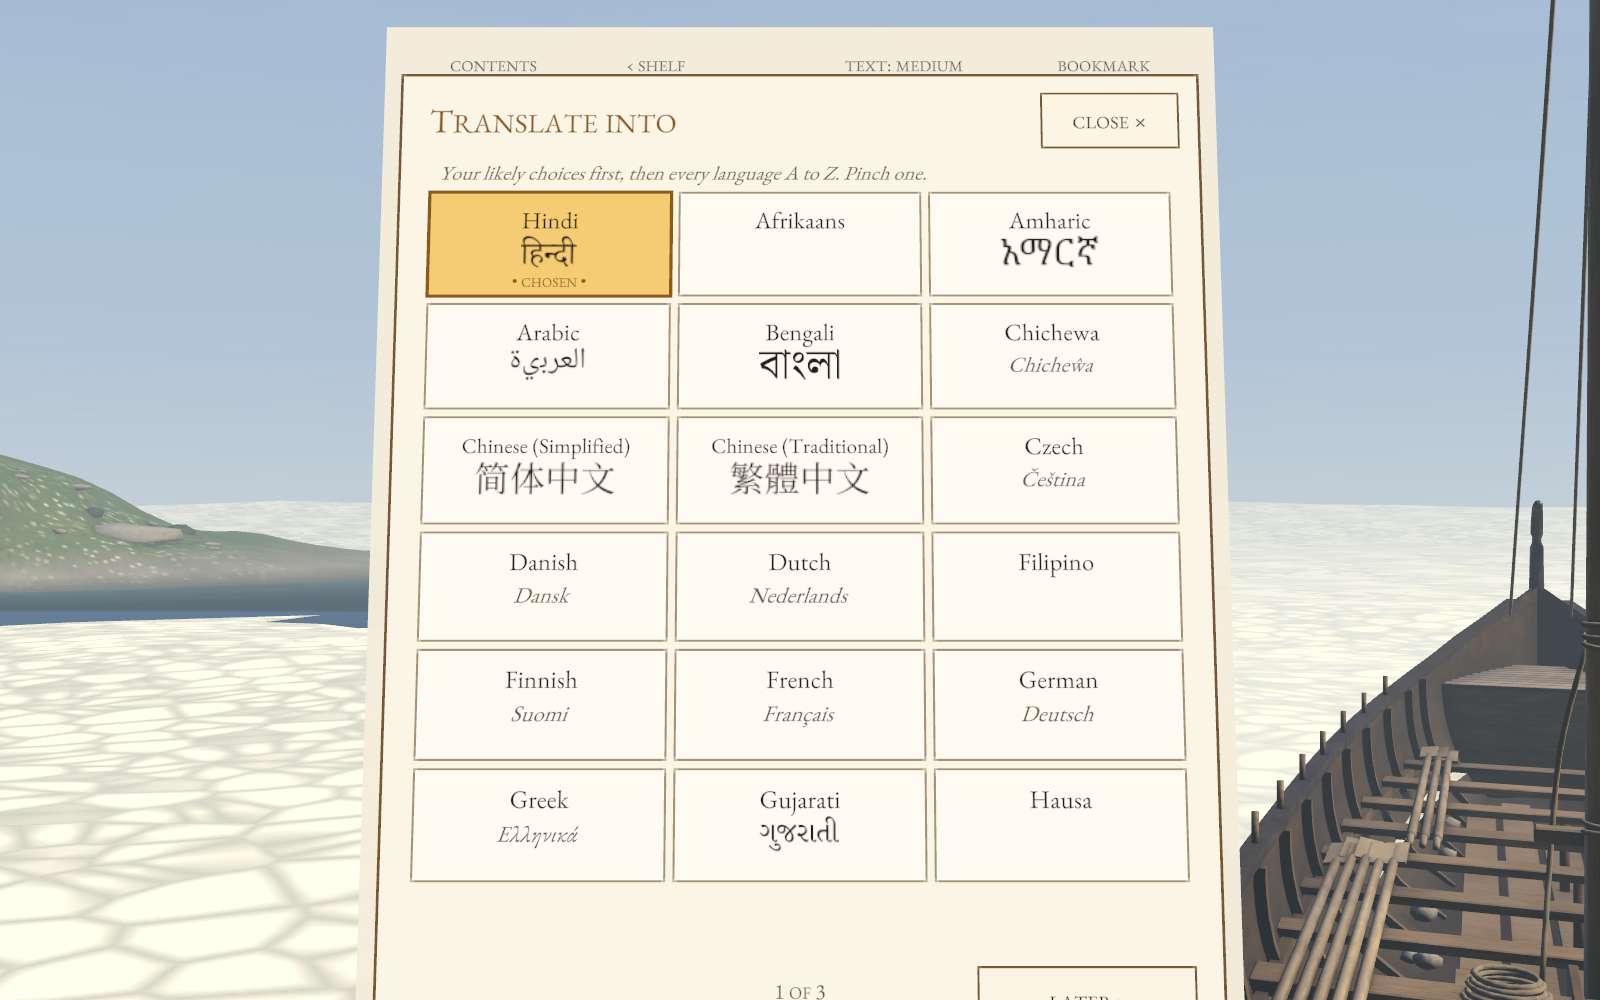 CONTENTS
< SHELF
TEXT: MEDIUM
BOOKMARK
TRANSLATE INTO
CLOSE ×
Your likely choices first, then every language A to Z. Pinch one.
Hindi
हिन्दी
• CHOSEN •
Afrikaans
Amharic
አማርኛ
Arabic
العربية
Bengali
বাংলা
Chichewa
Chicheŵa
Chinese (Simplified)
简体中文
Chinese (Traditional)
繁體中文
Czech
Čeština
Danish
Dansk
Dutch
Nederlands
Filipino
Finnish
Suomi
French
Français
German
Deutsch
Greek
Ελληνικά
Gujarati
ગુજરાતી
Hausa
1 OF 3